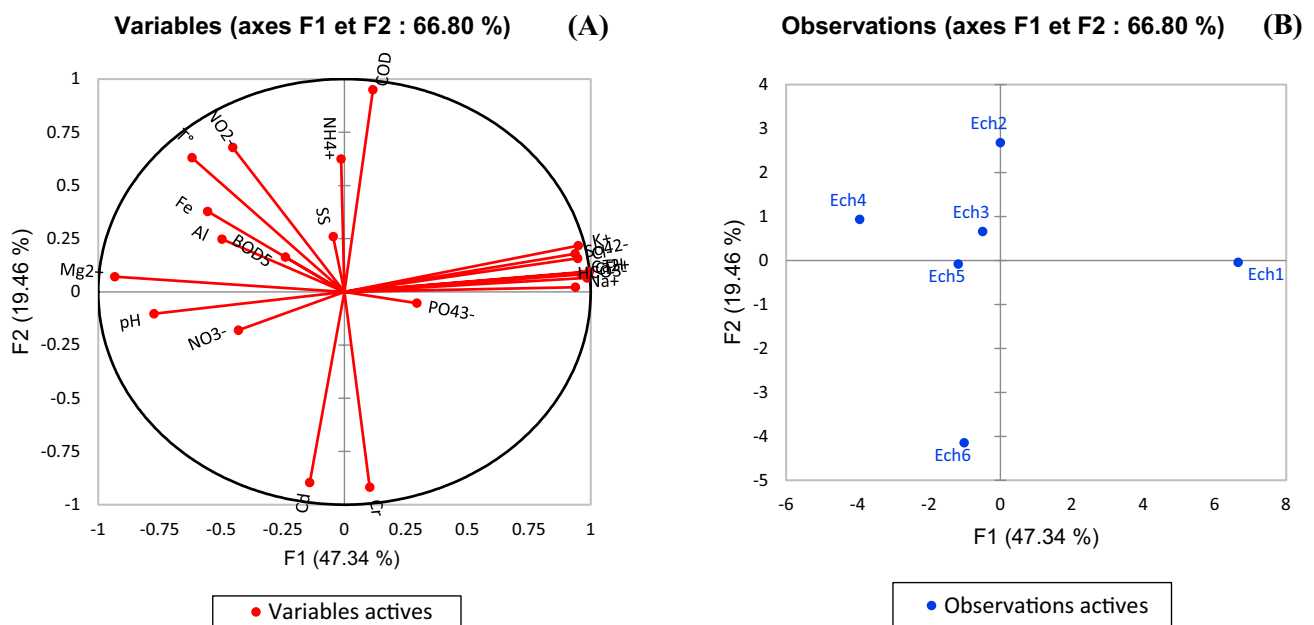 Variables (axes F1 et F2 : 66.80 %) (A)
1
0.75
0.5
0.25
0
-0.25
-0.5
-0.75
-1
-1
-0.75
-0.5
-0.25
0
0.25
0.5
0.75
1
F2 (19.46 %)
F1 (47.34 %)
COD
NH4+
NO2-
T°
Fe
SS
Al
BOD5
Mg2+
pH
NO3-
K+
SO42-
Na+
PO43-
Cd
Cr
Variables actives
Observations (axes F1 et F2 : 66.80 %) (B)
4
3
2
1
0
-1
-2
-3
-4
-5
-6
-4
-2
0
2
4
6
8
F2 (19.46 %)
F1 (47.34 %)
Ech2
Ech4
Ech3
Ech5
Ech1
Ech6
Observations actives